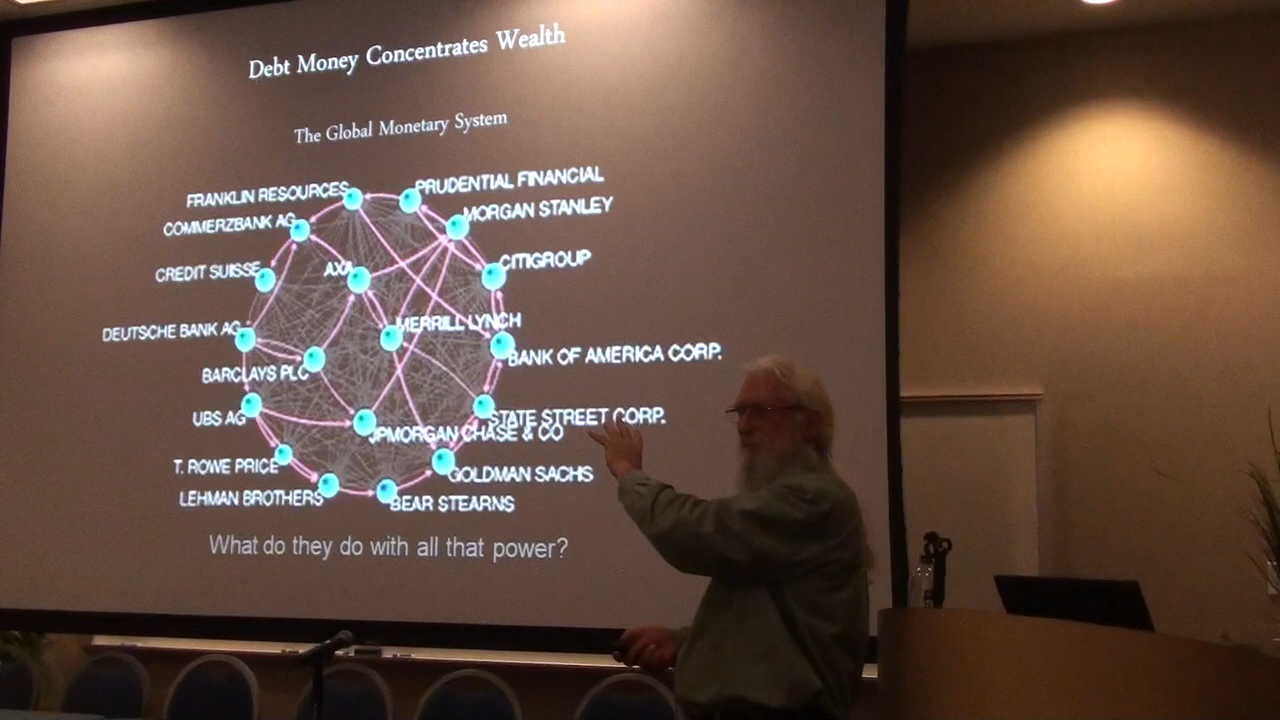 Debt Money Concentrates Wealth
The Global Monetary System
FRANKLIN RESOURCES
PRUDENTIAL FINANCIAL
COMMERZBANK AG
MORGAN STANLEY
CREDIT SUISSE
AXA
CITIGROUP
DEUTSCHE BANK AG
MERRILL LYNCH
BANK OF AMERICA CORP.
BARCLAYS PLC
UBS AG
STATE STREET CORP.
JPMORGAN CHASE & CO
T. ROWE PRICE
GOLDMAN SACHS
LEHMAN BROTHERS
BEAR STEARNS
What do they do with all that power?